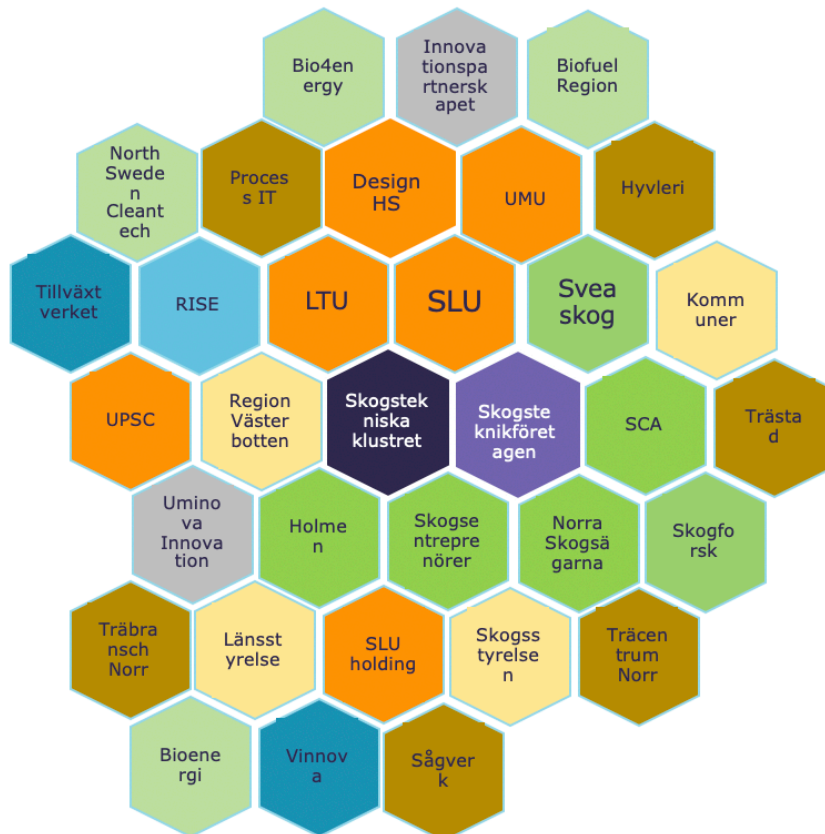 Bio4en
ergy
Innova
tionspa
rtnersk
apet
Biofuel
Region
North
Swede
n
Cleant
ech
Proces
s IT
Design
HS
UMU
Hyvleri
Tillväxt
verket
RISE
LTU
SLU
Svea
skog
Komm
uner
UPSC
Region
Väster
botten
Skogstek
niska
klustret
Skogste
knikföret
agen
SCA
Trästa
d
Umino
va
Innova
tion
Holme
n
Skogse
ntrepre
nörer
Norra
Skogsä
garna
Skogfo
rsk
Träbra
nsch
Norr
Länsst
yrelse
SLU
holding
Skogss
tyrelse
n
Träcen
trum
Norr
Bioene
rgi
Vinnov
a
Sågver
k